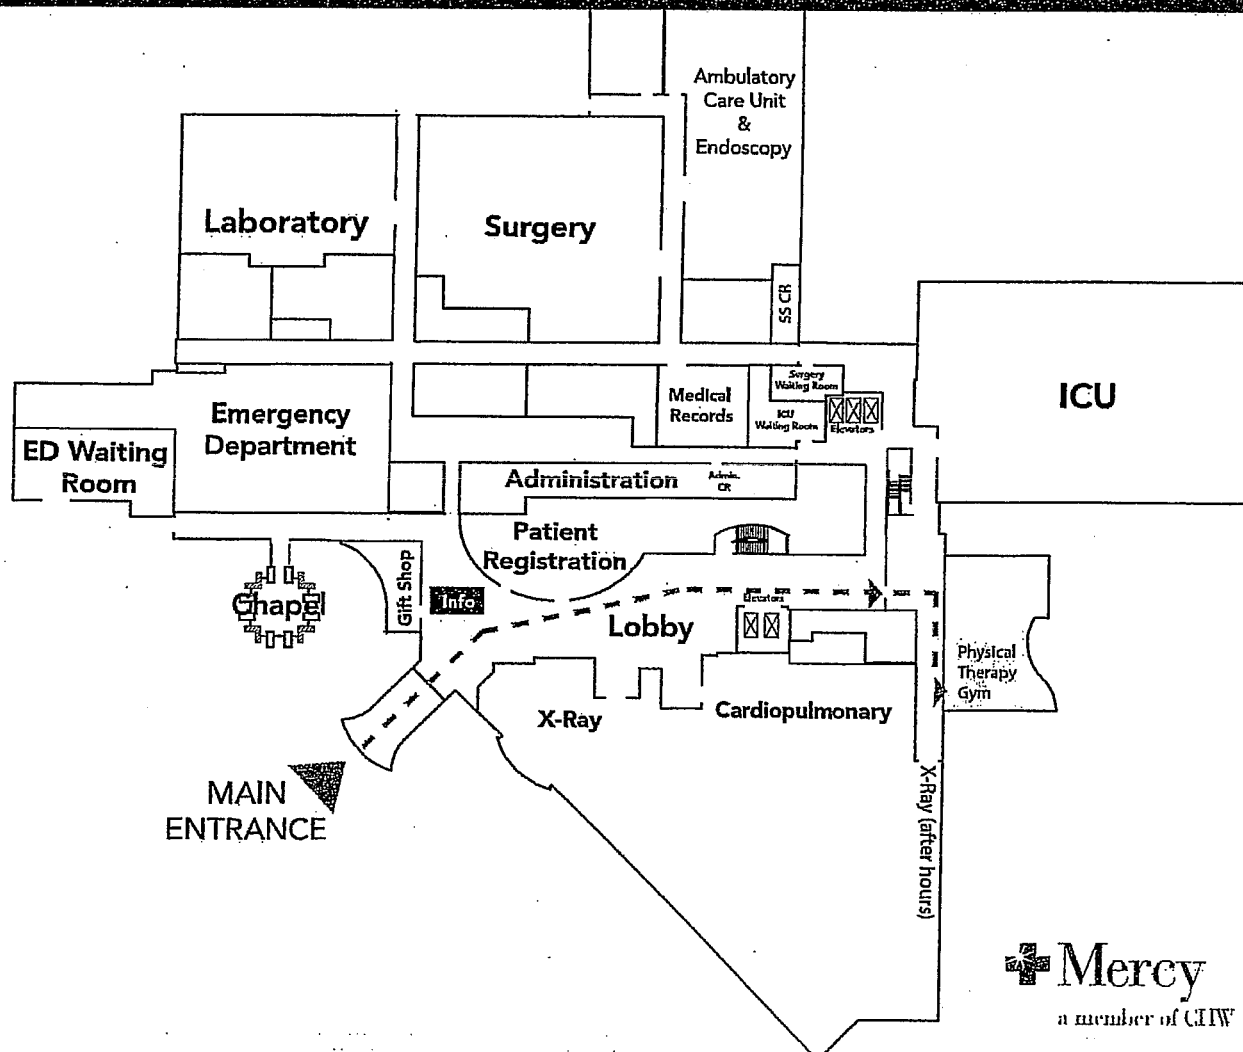 Ambulatory
Care Unit
&
Endoscopy
Laboratory
Surgery
SS CR
Surgery
Waiting Room
Medical
Records
ICU
Waiting Room
Elevators
ICU
Emergency
Department
ED Waiting
Room
Administration
Admin.
CR
Patient
Registration
Gift Shop
Chapel
Info
Elevators
Lobby
Physical
Therapy
Gym
X-Ray
Cardiopulmonary
MAIN
ENTRANCE
X-Ray (after hours)
Mercy
a member of CHW